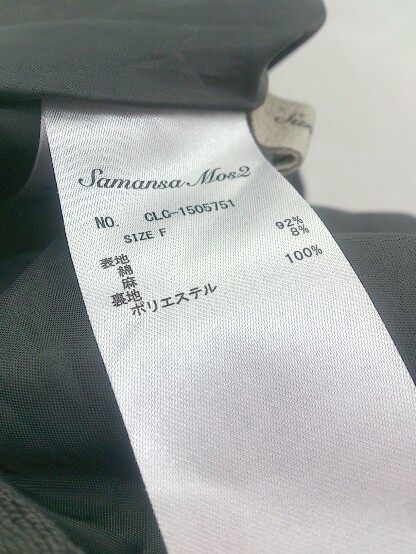 Samansa Mos2
NO. CLC-1505751
SIZE F
表地
綿 92%
麻 8%
裏地
ポリエステル 100%